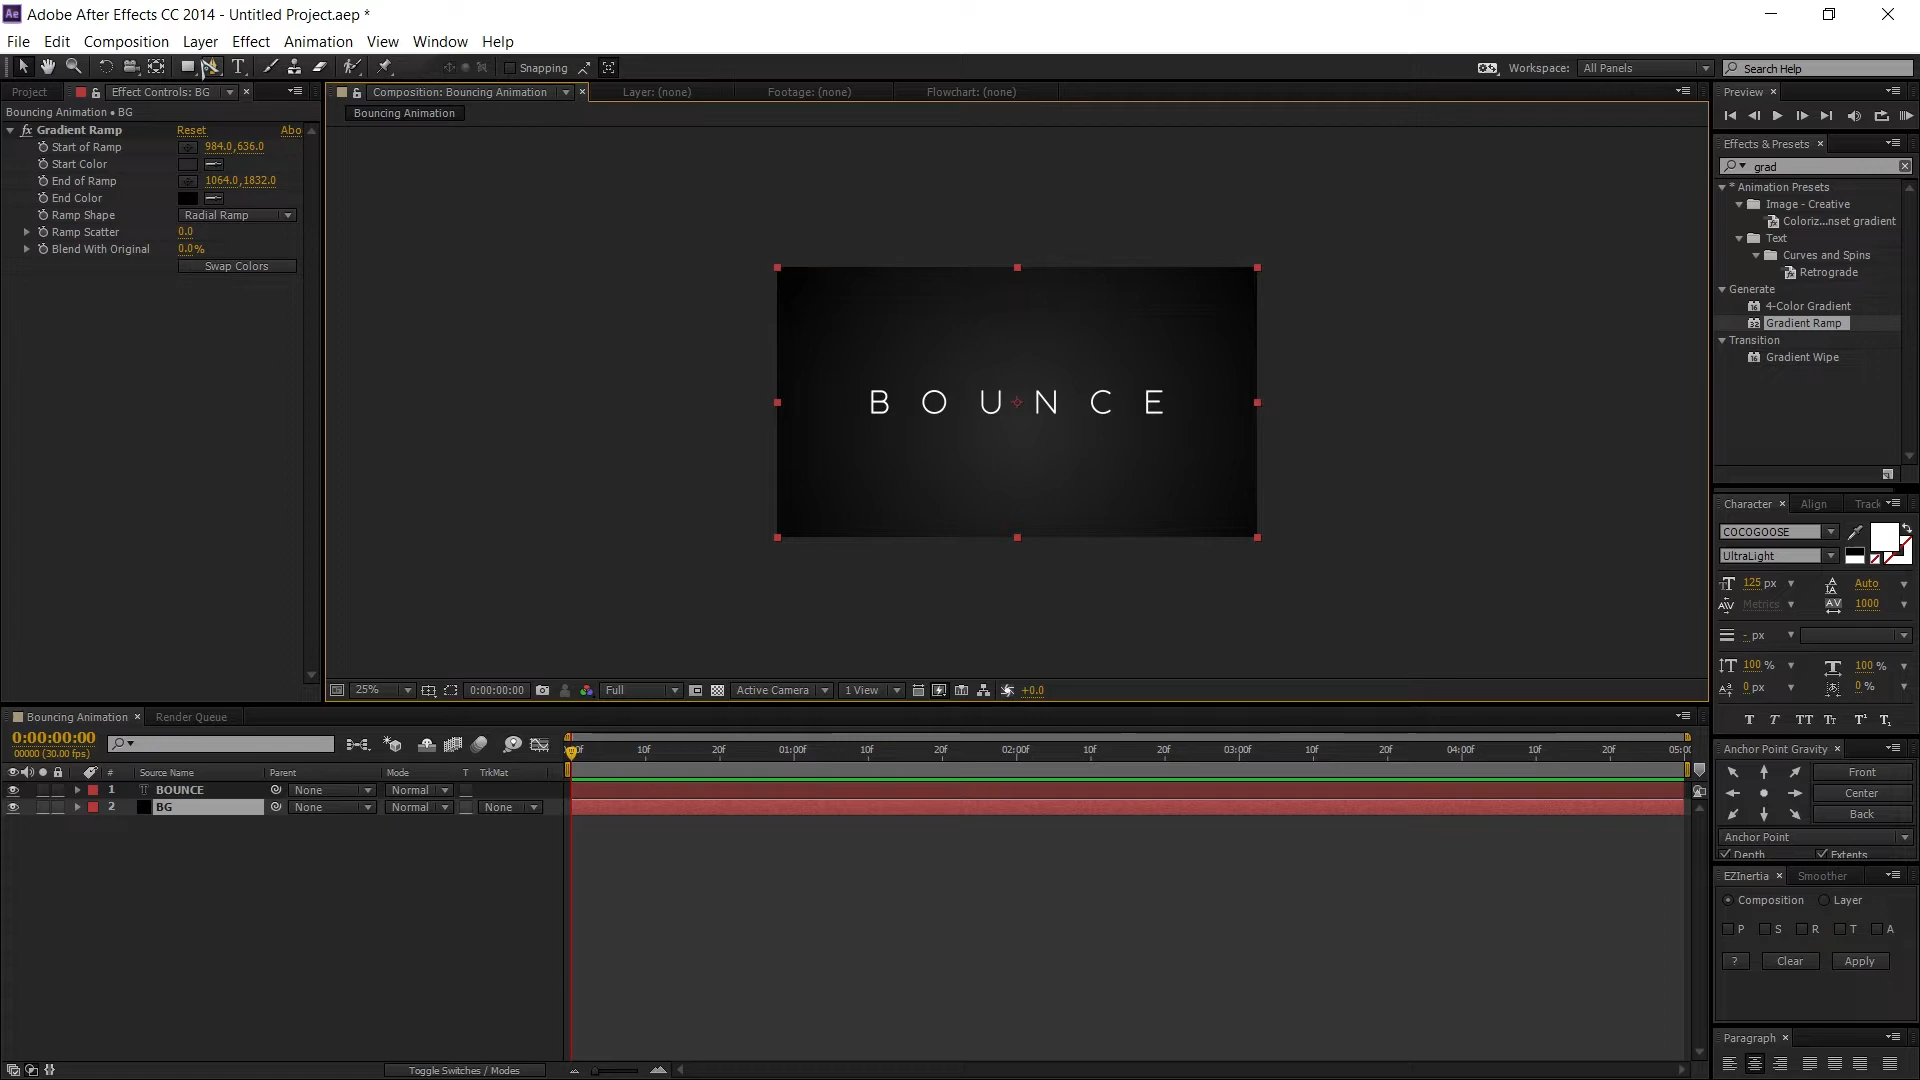 Adobe After Effects CC 2014 - Untitled Project.aep *
File Edit Composition Layer Effect Animation View Window Help
Snapping Workspace: All Panels Search Help
Project Effect Controls: BG
Bouncing Animation • BG
Gradient Ramp Reset Abo
Start of Ramp 984.0,636.0
Start Color
End of Ramp 1064.0,1832.0
End Color
Ramp Shape Radial Ramp
Ramp Scatter 0.0
Blend With Original 0.0%
Swap Colors
Composition: Bouncing Animation Layer: (none) Footage: (none) Flowchart: (none)
Bouncing Animation
BOUNCE
25% 0:00:00:00 Full Active Camera 1 View +0.0
Preview
Effects & Presets
grad
* Animation Presets
Image - Creative
Coloriz...nset gradient
Text
Curves and Spins
Retrograde
Generate
4-Color Gradient
Gradient Ramp
Transition
Gradient Wipe
Character Align Track
COCOGOOSE
UltraLight
125 px Auto
Metrics 1000
- px
100 % 100 %
0 px 0 %
T T TT Tt T¹ T₁
Anchor Point Gravity
Front
Center
Back
Anchor Point
Depth Extents
EZInertia Smoother
Composition Layer
P S R T A
? Clear Apply
Paragraph
Bouncing Animation Render Queue
0:00:00:00
00000 (30.00 fps)
# Source Name Parent Mode T TrkMat
1 BOUNCE None Normal
2 BG None Normal None
10f 20f 01:00f 10f 20f 02:00f 10f 20f 03:00f 10f 20f 04:00f 10f 20f 05:00
Toggle Switches / Modes